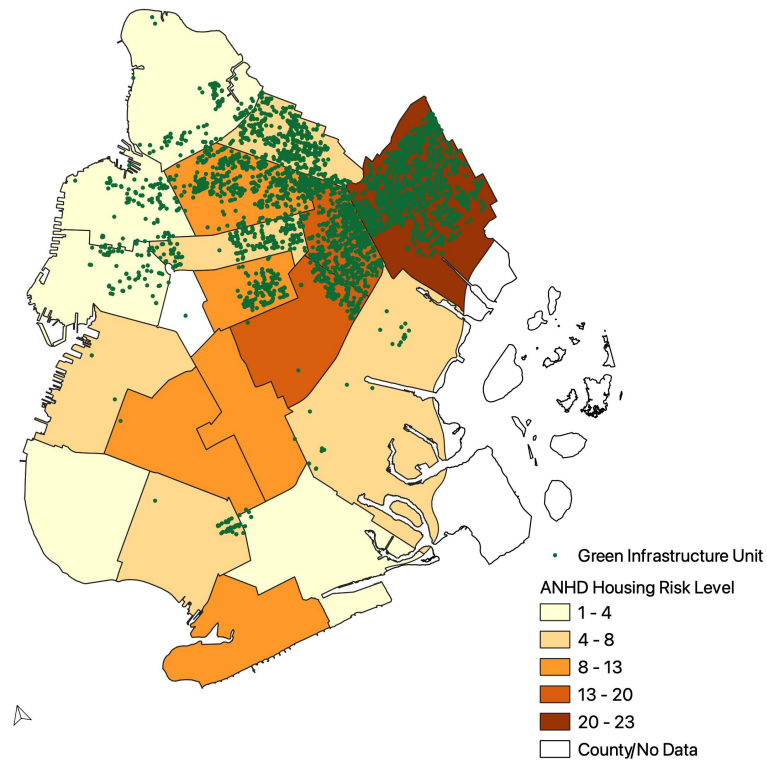 Green Infrastructure Unit
ANHD Housing Risk Level
1 - 4
4 - 8
8 - 13
13 - 20
20 - 23
County/No Data